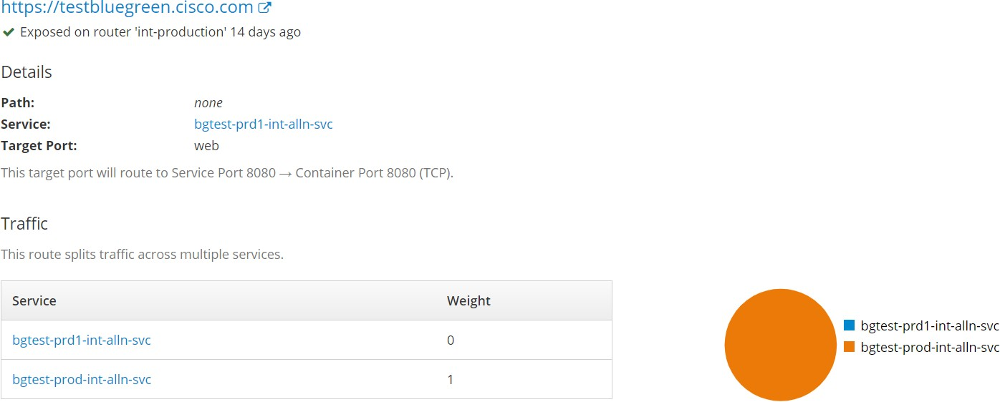 https://testbluegreen.cisco.com
Exposed on router 'int-production' 14 days ago
Details
Path: none
Service: bgtest-prd1-int-alln-svc
Target Port: web
This target port will route to Service Port 8080 → Container Port 8080 (TCP).
Traffic
This route splits traffic across multiple services.
Service Weight
bgtest-prd1-int-alln-svc 0
bgtest-prod-int-alln-svc 1
bgtest-prd1-int-alln-svc
bgtest-prod-int-alln-svc